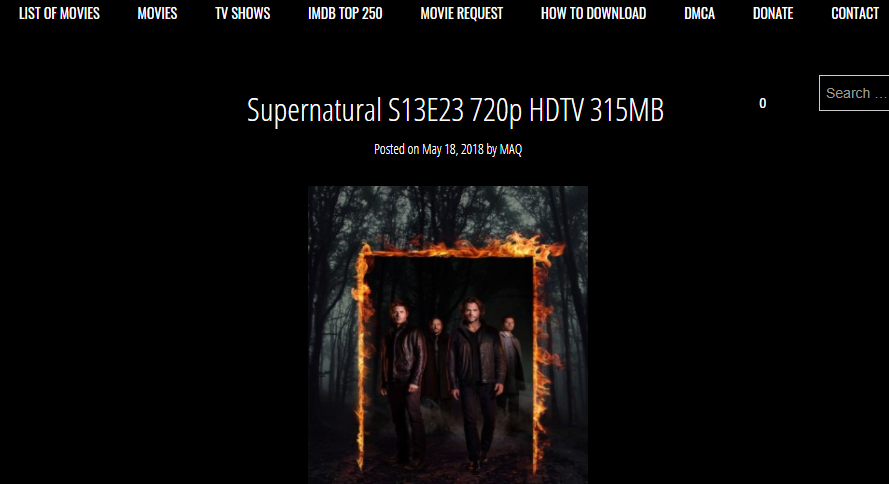 LIST OF MOVIES MOVIES TV SHOWS IMDB TOP 250 MOVIE REQUEST HOW TO DOWNLOAD DMCA DONATE CONTACT
Search ...
0
Supernatural S13E23 720p HDTV 315MB
Posted on May 18, 2018 by MAQ